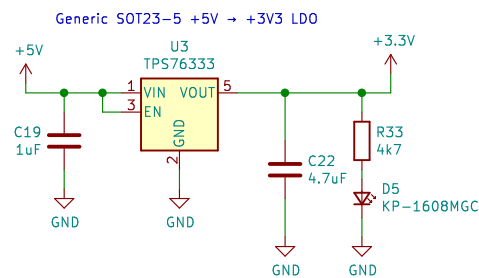 Generic SOT23-5 +5V → +3V3 LDO
+5V
U3
TPS76333
+3.3V
1
VIN
VOUT
5
3
EN
GND
2
C19
1uF
R33
4k7
C22
4.7uF
D5
KP-1608MGC
GND
GND
GND
GND